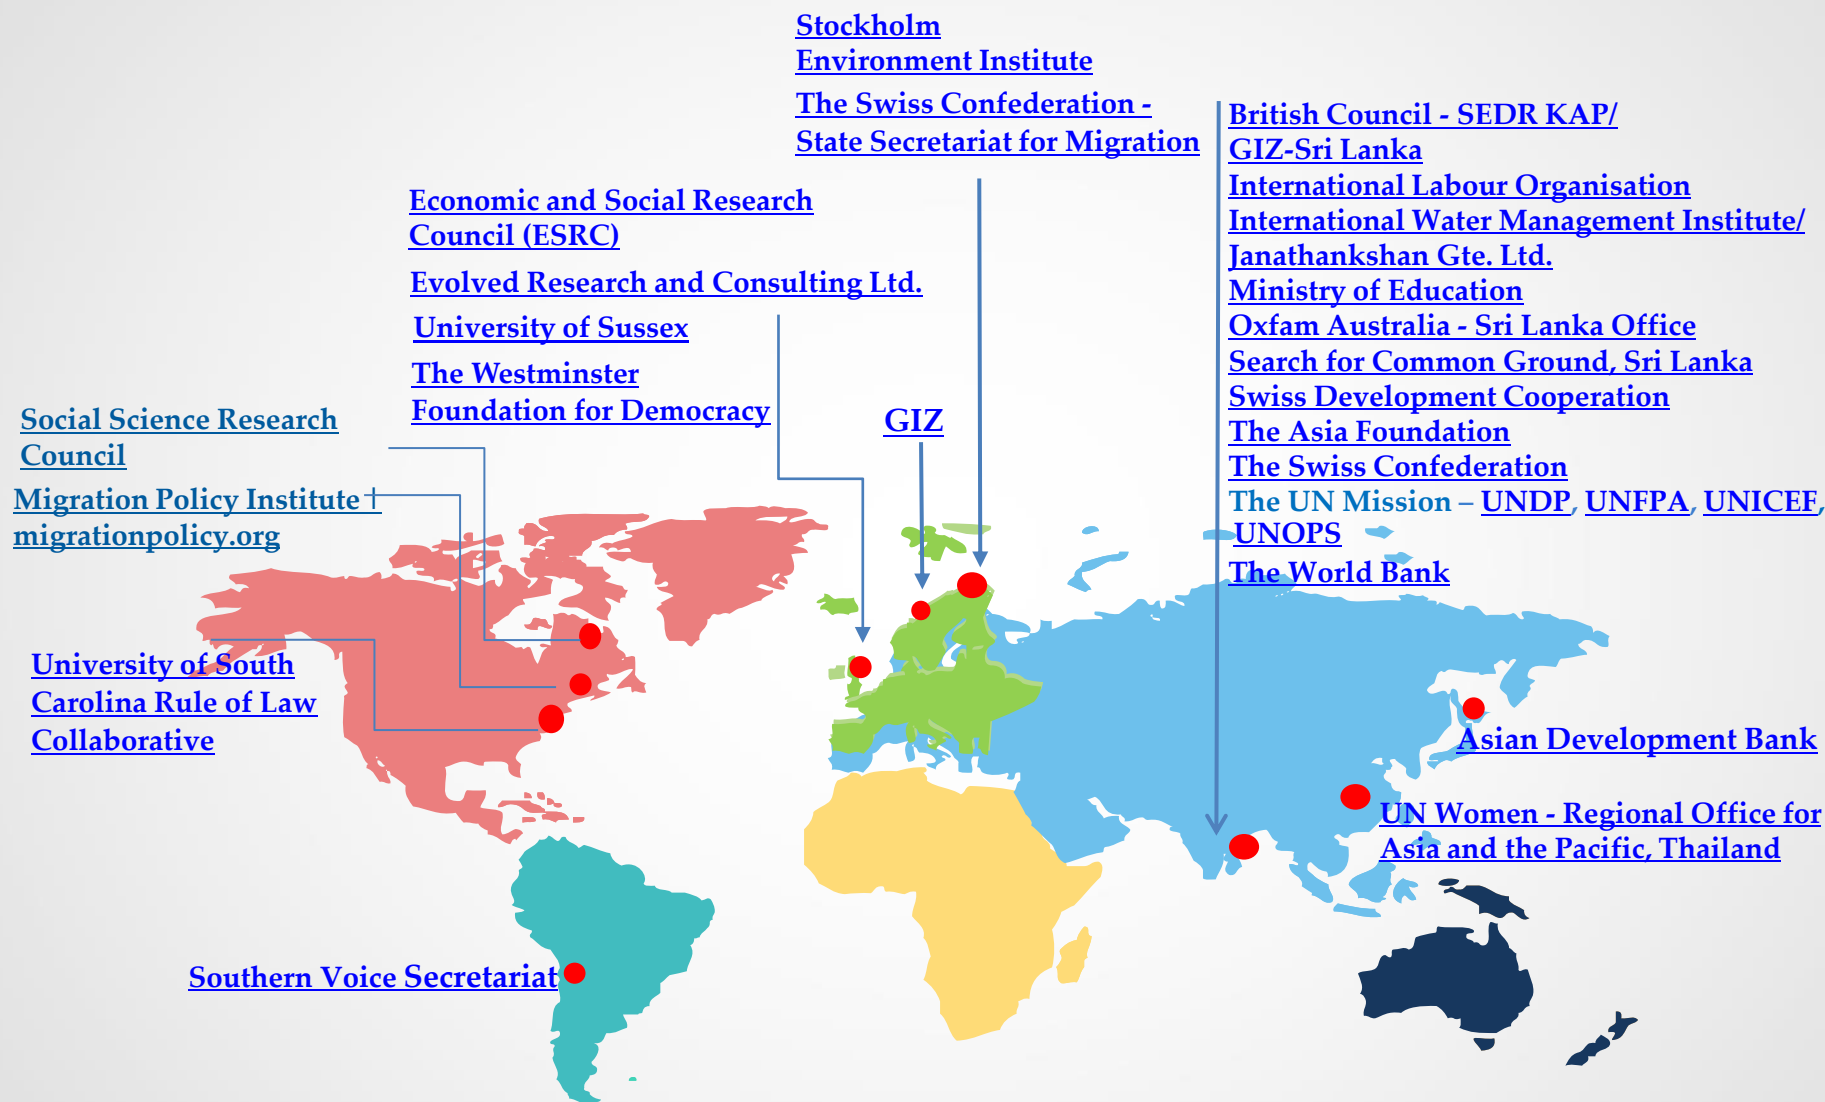 Stockholm
Environment Institute
The Swiss Confederation -
State Secretariat for Migration
British Council - SEDR KAP/
GIZ-Sri Lanka
International Labour Organisation
International Water Management Institute/
Janathankshan Gte. Ltd.
Ministry of Education
Oxfam Australia - Sri Lanka Office
Search for Common Ground, Sri Lanka
Swiss Development Cooperation
The Asia Foundation
The Swiss Confederation
The UN Mission – UNDP, UNFPA, UNICEF,
UNOPS
The World Bank
Economic and Social Research
Council (ESRC)
Evolved Research and Consulting Ltd.
University of Sussex
The Westminster
Foundation for Democracy
GIZ
Social Science Research
Council
Migration Policy Institute |
migrationpolicy.org
University of South
Carolina Rule of Law
Collaborative
Asian Development Bank
UN Women - Regional Office for
Asia and the Pacific, Thailand
Southern Voice Secretariat